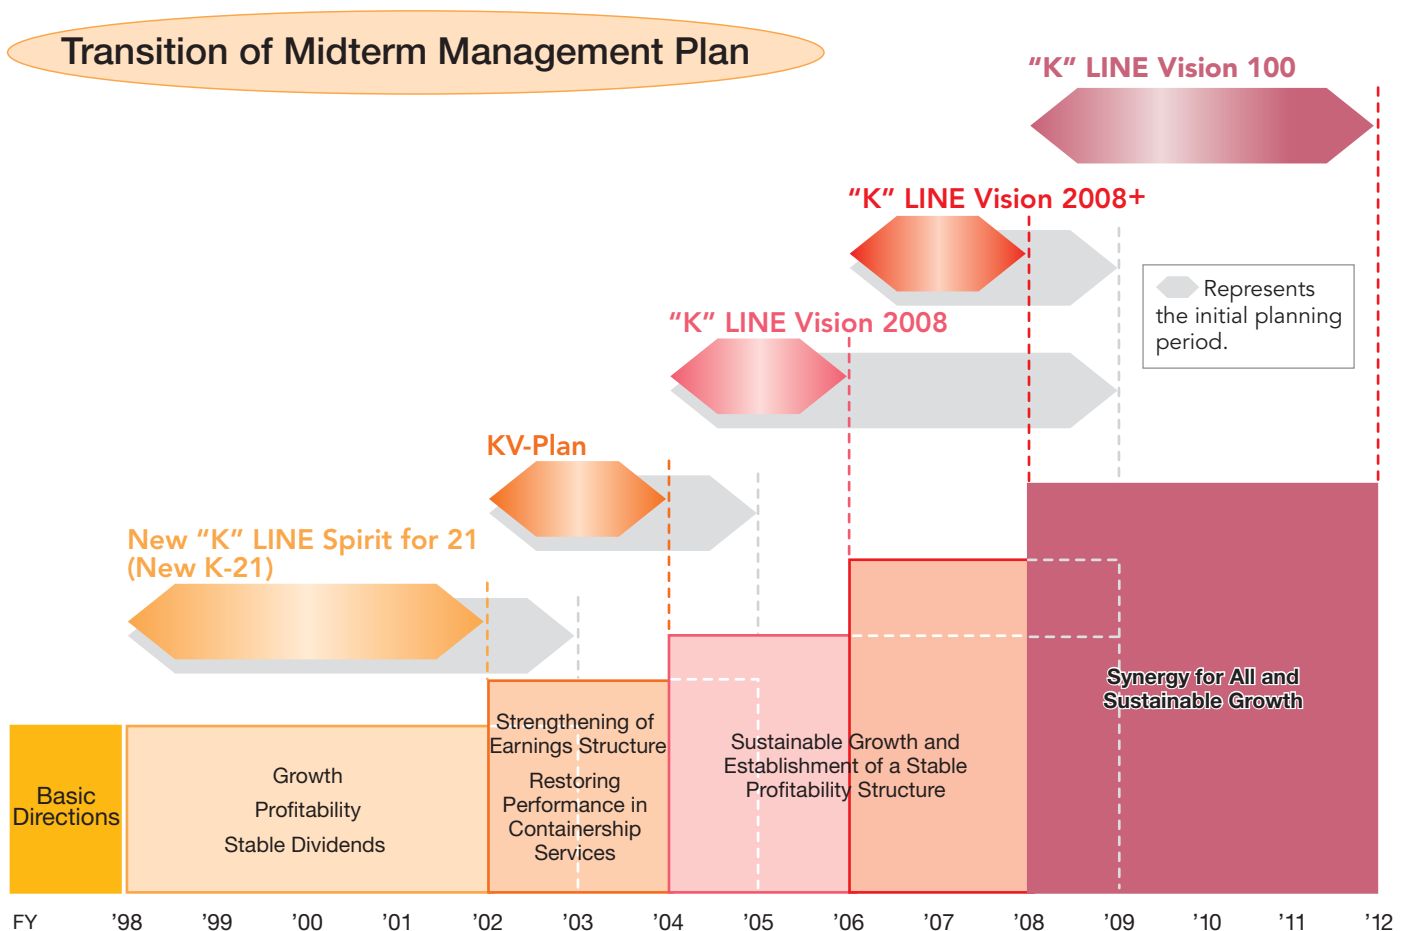 Transition of Midterm Management Plan
“K” LINE Vision 100
“K” LINE Vision 2008+
Represents
the initial planning
period.
“K” LINE Vision 2008
KV-Plan
New “K” LINE Spirit for 21
(New K-21)
Basic
Directions
Growth
Profitability
Stable Dividends
Strengthening of
Earnings Structure
Restoring
Performance in
Containership
Services
Sustainable Growth and
Establishment of a Stable
Profitability Structure
Synergy for All and
Sustainable Growth
FY ’98 ’99 ’00 ’01 ’02 ’03 ’04 ’05 ’06 ’07 ’08 ’09 ’10 ’11 ’12